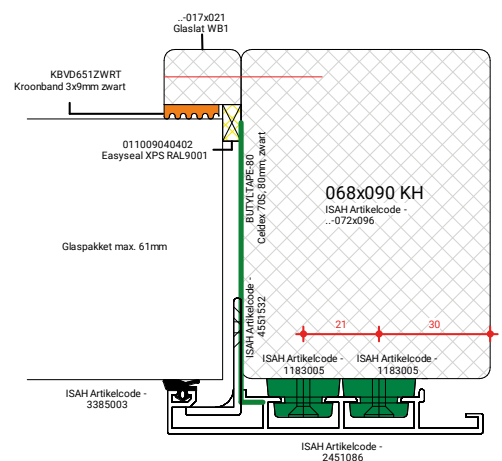 ..-017x021
Glaslat WB1
KBVD651ZWRT
Kroonband 3x9mm zwart
011009040402
Easyseal XPS RAL9001
BUTYLTAPE-80
Celdex 70S, 80mm, zwart
068x090 KH
ISAH Artikelcode -
..-072x096
Glaspakket max. 61mm
ISAH Artikelcode -
4551532
21
30
ISAH Artikelcode -
1183005
ISAH Artikelcode -
1183005
ISAH Artikelcode -
3385003
ISAH Artikelcode -
2451086